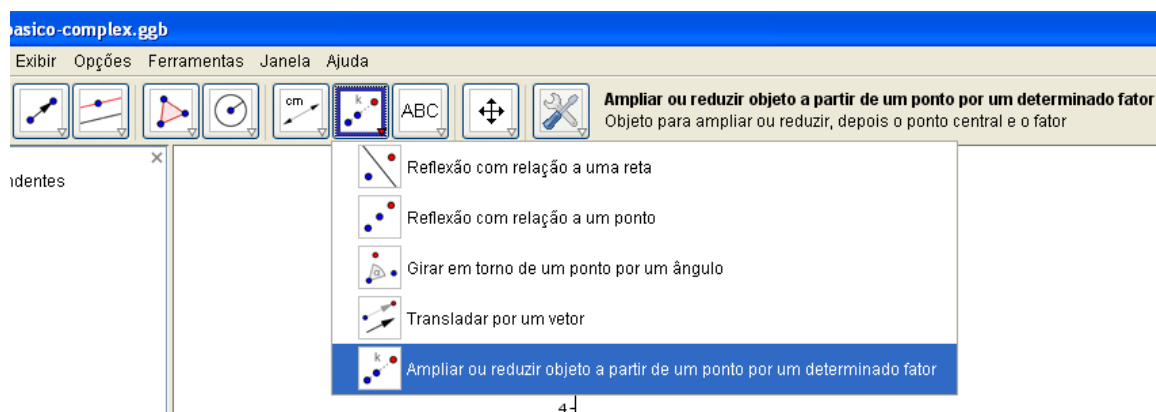 basico-complex.ggb
Exibir Opções Ferramentas Janela Ajuda
cm k ABC
Ampliar ou reduzir objeto a partir de um ponto por um determinado fator
Objeto para ampliar ou reduzir, depois o ponto central e o fator
ndentes
Reflexão com relação a uma reta
Reflexão com relação a um ponto
α Girar em torno de um ponto por um ângulo
Transladar por um vetor
k Ampliar ou reduzir objeto a partir de um ponto por um determinado fator
4